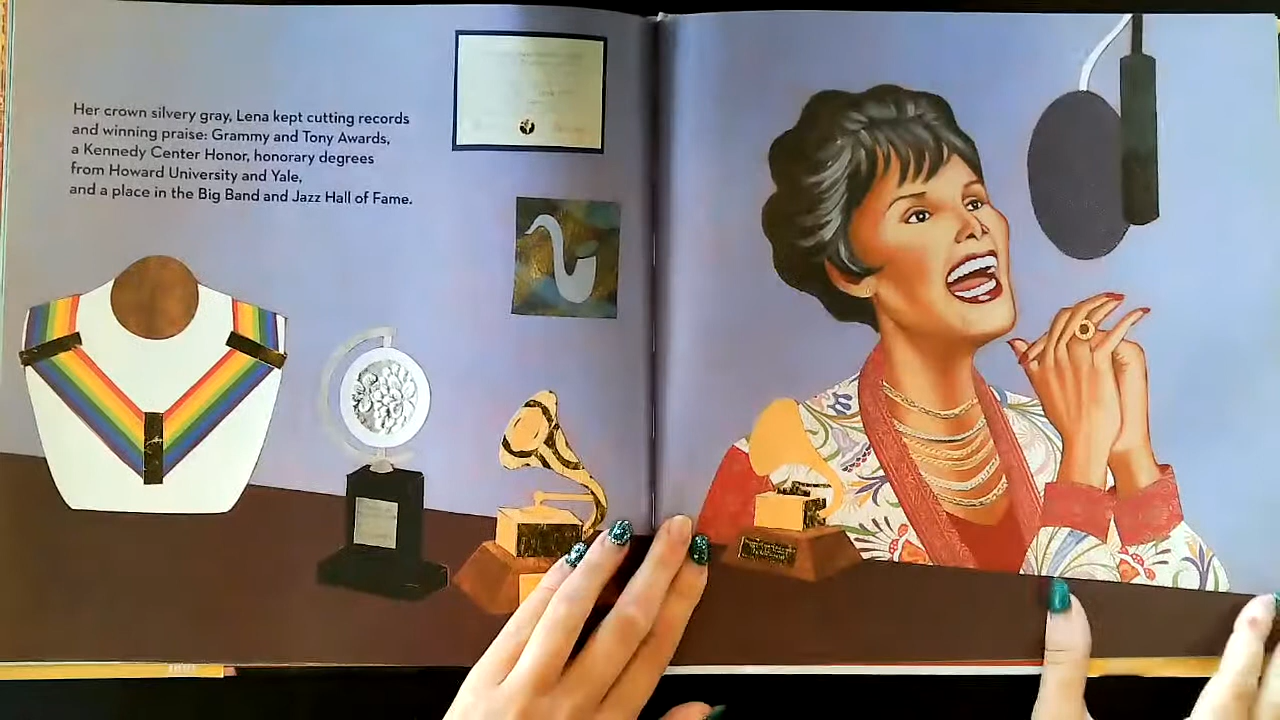 Her crown silvery gray, Lena kept cutting records
and winning praise: Grammy and Tony Awards,
a Kennedy Center Honor, honorary degrees
from Howard University and Yale,
and a place in the Big Band and Jazz Hall of Fame.